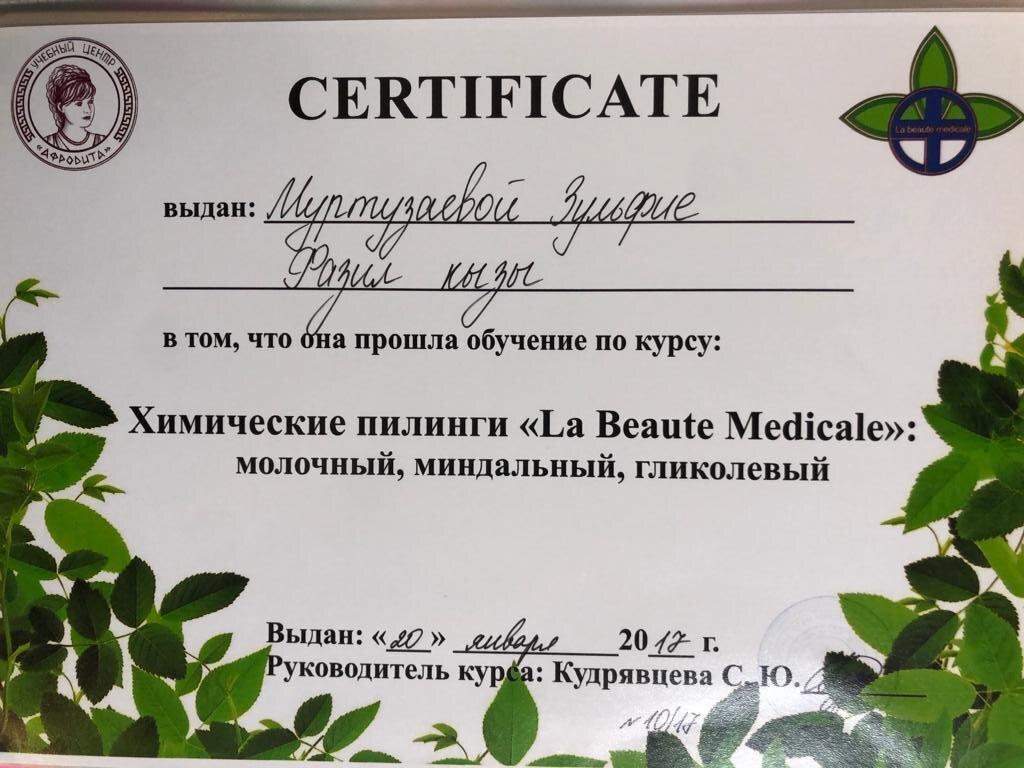 УЧЕБНЫЙ ЦЕНТР
«АФРОДИТА»
CERTIFICATE
La beaute medicale
выдан: Муртузаевой Зульфие
Фазил кызы
в том, что она прошла обучение по курсу:
Химические пилинги «La Beaute Medicale»:
молочный, миндальный, гликолевый
Выдан: «20» января 2017 г.
Руководитель курса: Кудрявцева С. Ю.
№10/17